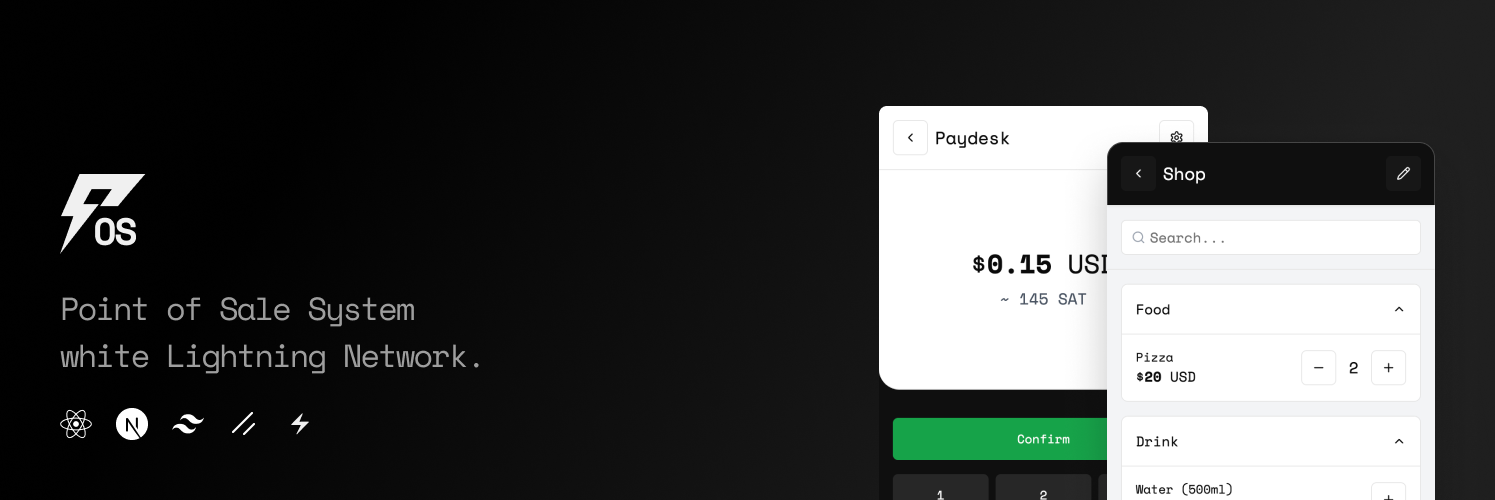 OS
Point of Sale System
white Lightning Network.
N
Paydesk
$0.15 USD
~ 145 SAT
Confirm
1
2
Shop
Search...
Food
Pizza
$20 USD
− 2 +
Drink
Water (500ml)
+